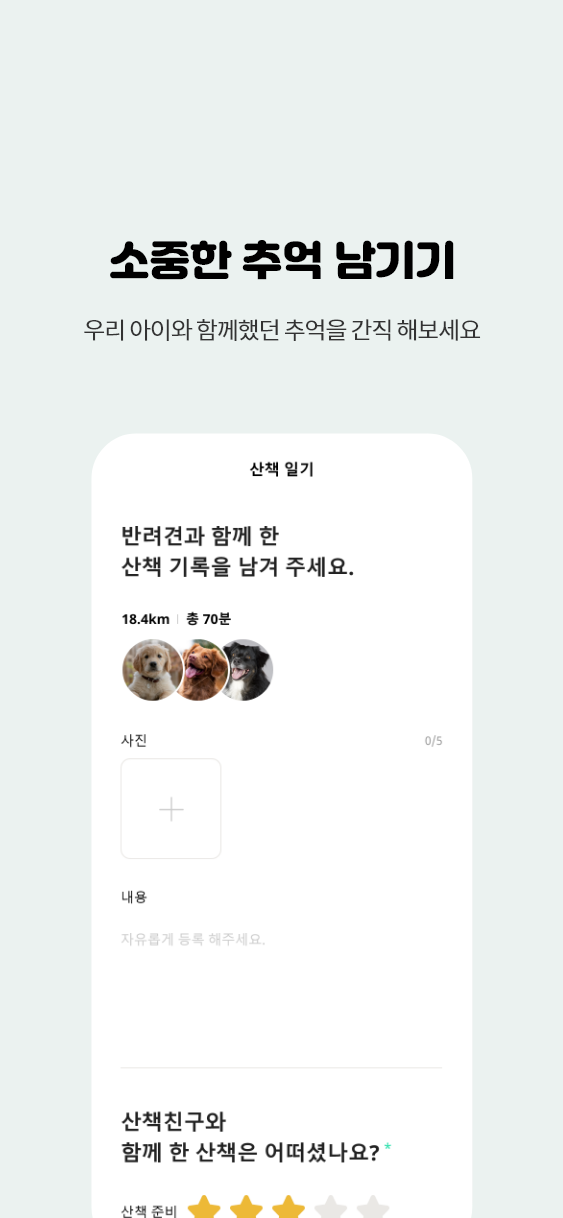 소중한 추억 남기기
우리 아이와 함께했던 추억을 간직 해보세요
산책 일기
반려견과 함께 한
산책 기록을 남겨 주세요.
18.4km | 총 70분
사진 0/5
내용
자유롭게 등록 해주세요.
산책친구와
함께 한 산책은 어떠셨나요? *
산책 준비